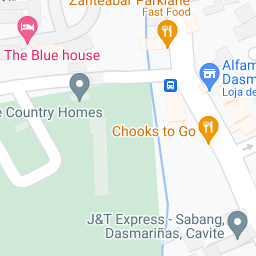 Zanteabar Parklane
Fast Food
The Blue house
Alfam
Dasm
Loja de
e Country Homes
Chooks to Go
J&T Express - Sabang,
Dasmariñas, Cavite